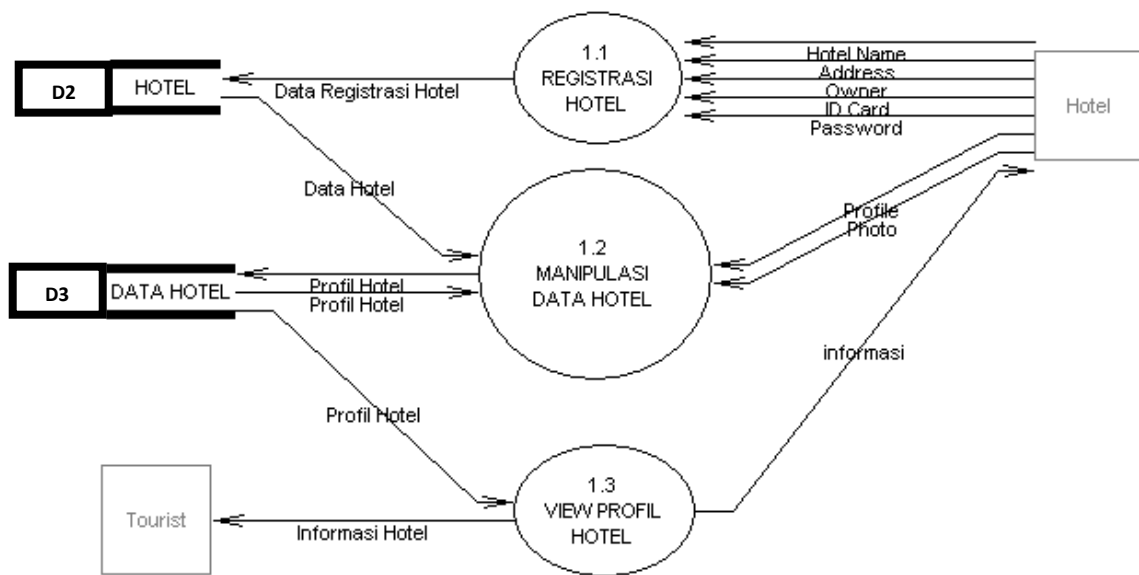 1.1
REGISTRASI
HOTEL
Hotel Name
Address
Owner
ID Card
Password
Hotel
D2
HOTEL
Data Registrasi Hotel
Data Hotel
Profile
Photo
1.2
MANIPULASI
DATA HOTEL
D3
DATA HOTEL
Profil Hotel
Profil Hotel
informasi
Profil Hotel
1.3
VIEW PROFIL
HOTEL
Tourist
Informasi Hotel